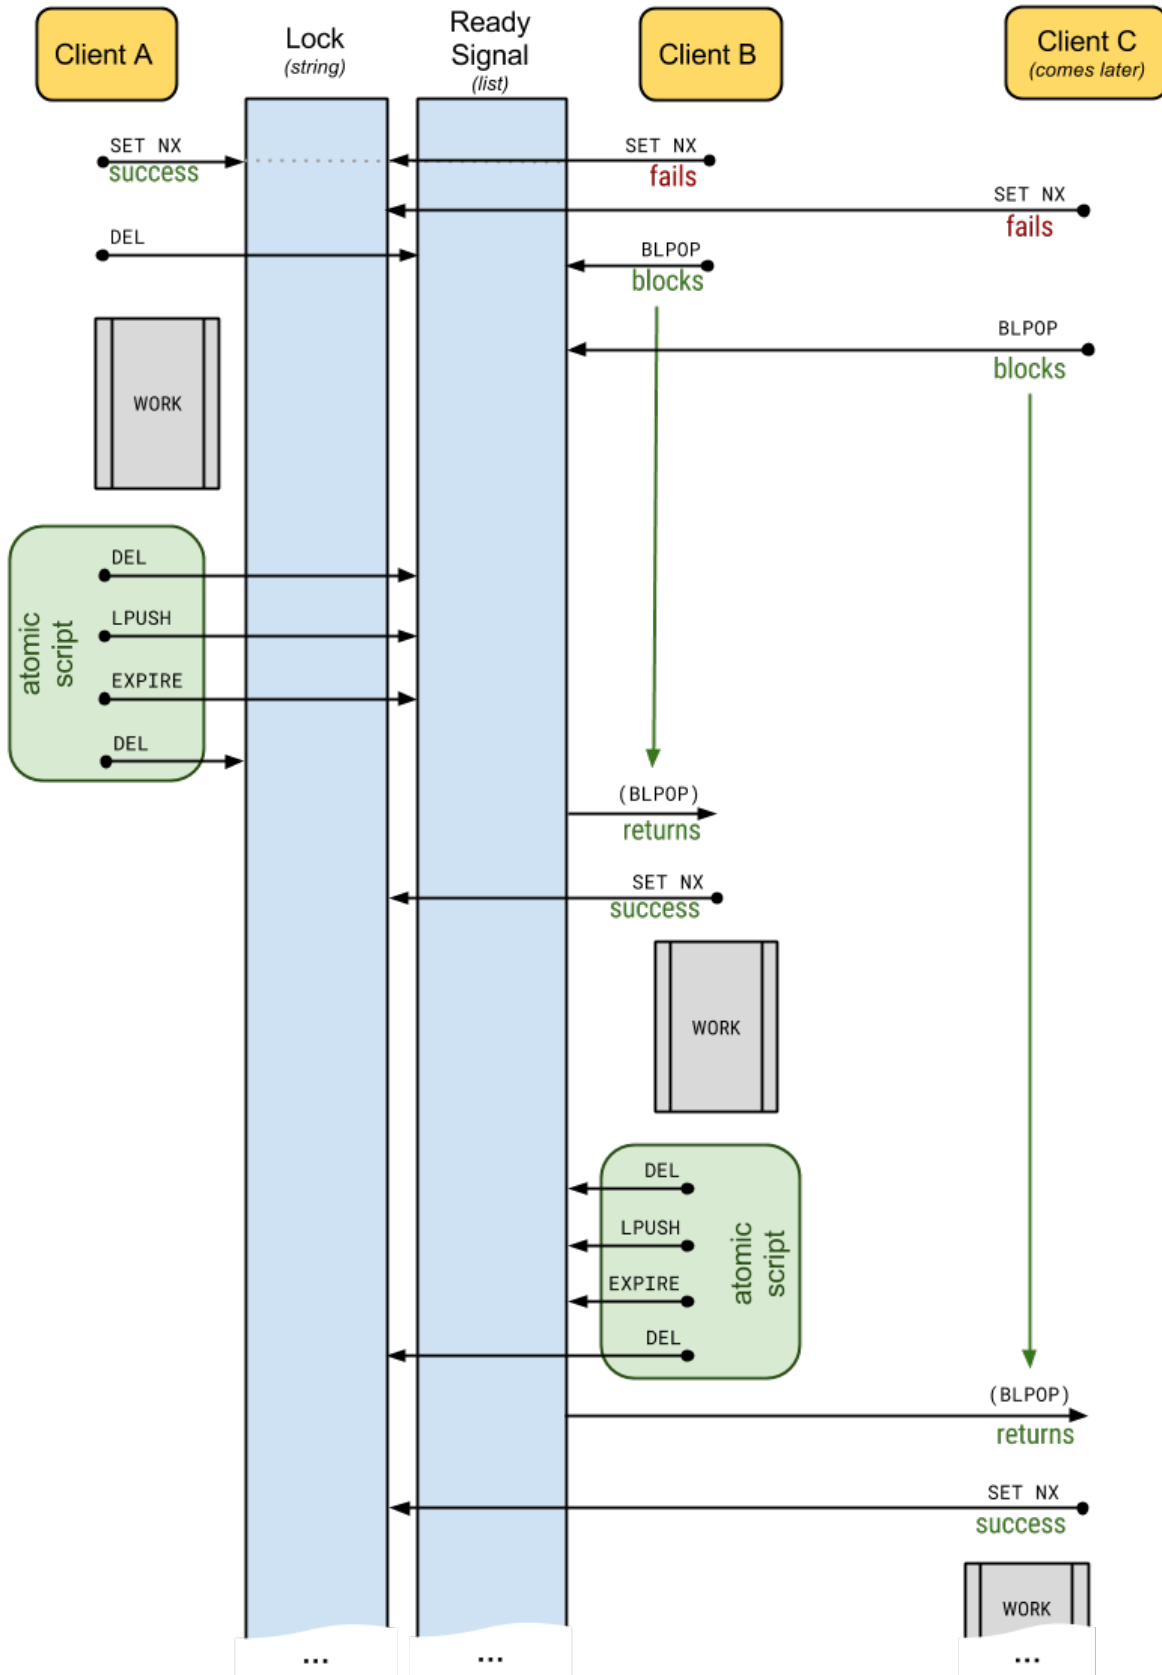 Client A
Lock
(string)
Ready
Signal
(list)
Client B
Client C
(comes later)
SET NX
success
SET NX
fails
SET NX
fails
DEL
BLPOP
blocks
BLPOP
blocks
WORK
atomic
script
DEL
LPUSH
EXPIRE
DEL
(BLPOP)
returns
SET NX
success
WORK
DEL
LPUSH
EXPIRE
DEL
atomic
script
(BLPOP)
returns
SET NX
success
WORK
...
...
...